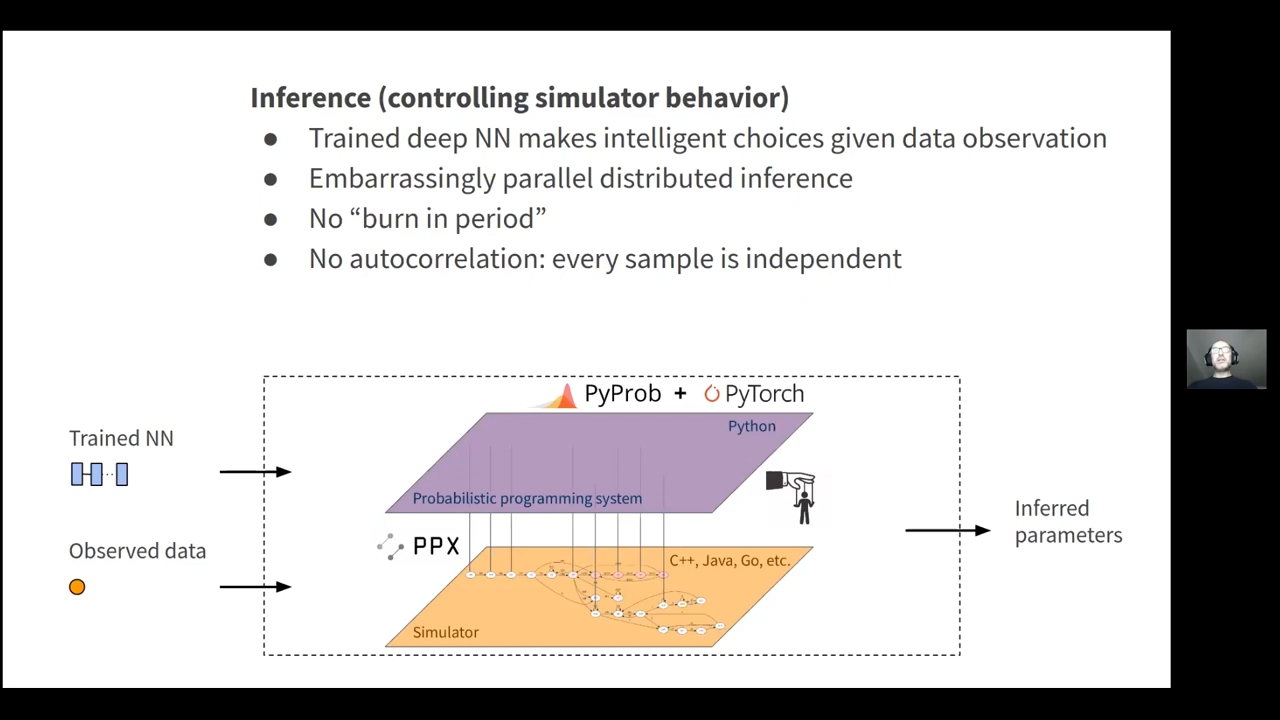 Inference (controlling simulator behavior)
● Trained deep NN makes intelligent choices given data observation
● Embarrassingly parallel distributed inference
● No “burn in period”
● No autocorrelation: every sample is independent
PyProb + PyTorch
Python
Trained NN
Probabilistic programming system
Inferred
parameters
Observed data
PPX
C++, Java, Go, etc.
Simulator